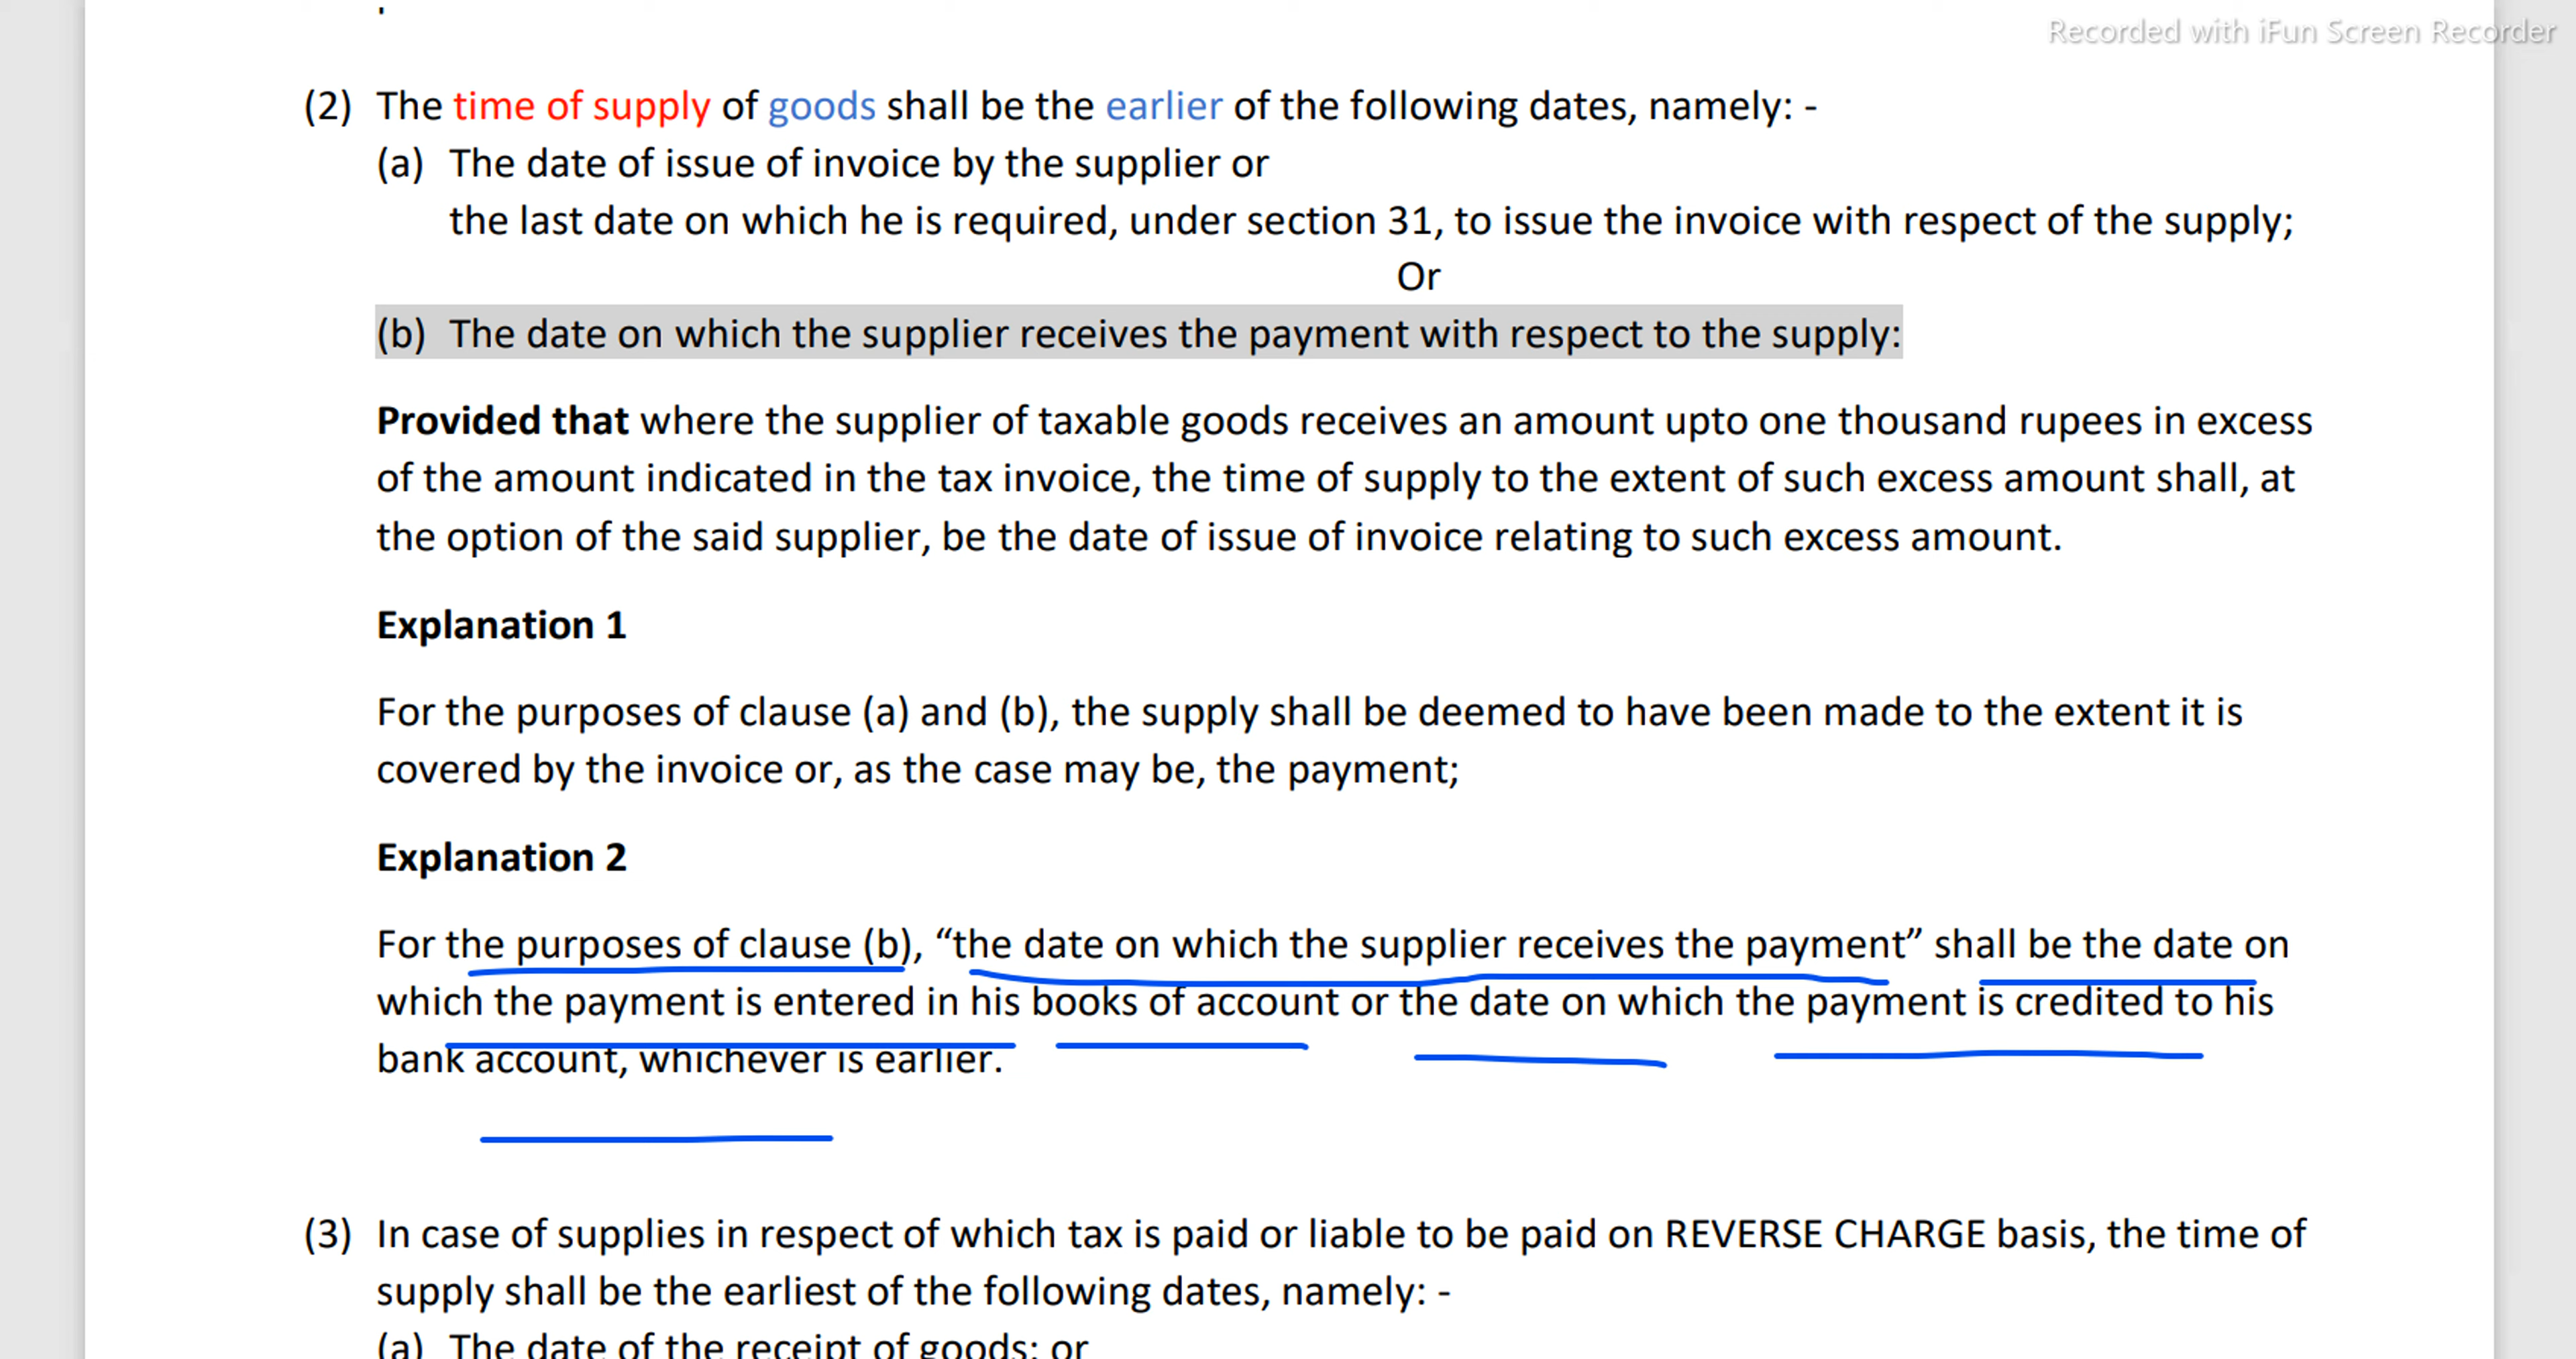 Recorded with iFun Screen Recorder
(2) The time of supply of goods shall be the earlier of the following dates, namely: -
(a) The date of issue of invoice by the supplier or
the last date on which he is required, under section 31, to issue the invoice with respect of the supply;
Or
(b) The date on which the supplier receives the payment with respect to the supply:
Provided that where the supplier of taxable goods receives an amount upto one thousand rupees in excess
of the amount indicated in the tax invoice, the time of supply to the extent of such excess amount shall, at
the option of the said supplier, be the date of issue of invoice relating to such excess amount.
Explanation 1
For the purposes of clause (a) and (b), the supply shall be deemed to have been made to the extent it is
covered by the invoice or, as the case may be, the payment;
Explanation 2
For the purposes of clause (b), “the date on which the supplier receives the payment” shall be the date on
which the payment is entered in his books of account or the date on which the payment is credited to his
bank account, whichever is earlier.
(3) In case of supplies in respect of which tax is paid or liable to be paid on REVERSE CHARGE basis, the time of
supply shall be the earliest of the following dates, namely: -
(a) The date of the receipt of goods; or